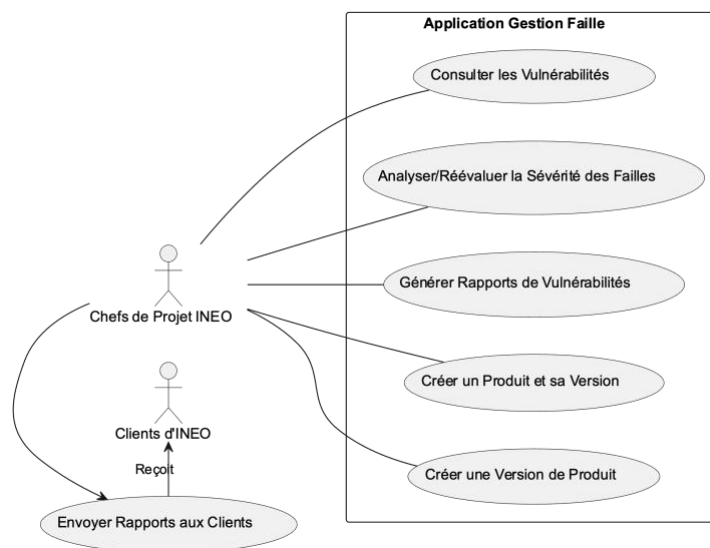 Application Gestion Faille
Consulter les Vulnérabilités
Analyser/Réévaluer la Sévérité des Failles
Générer Rapports de Vulnérabilités
Chefs de Projet INEO
Créer un Produit et sa Version
Clients d'INEO
Reçoit
Créer une Version de Produit
Envoyer Rapports aux Clients